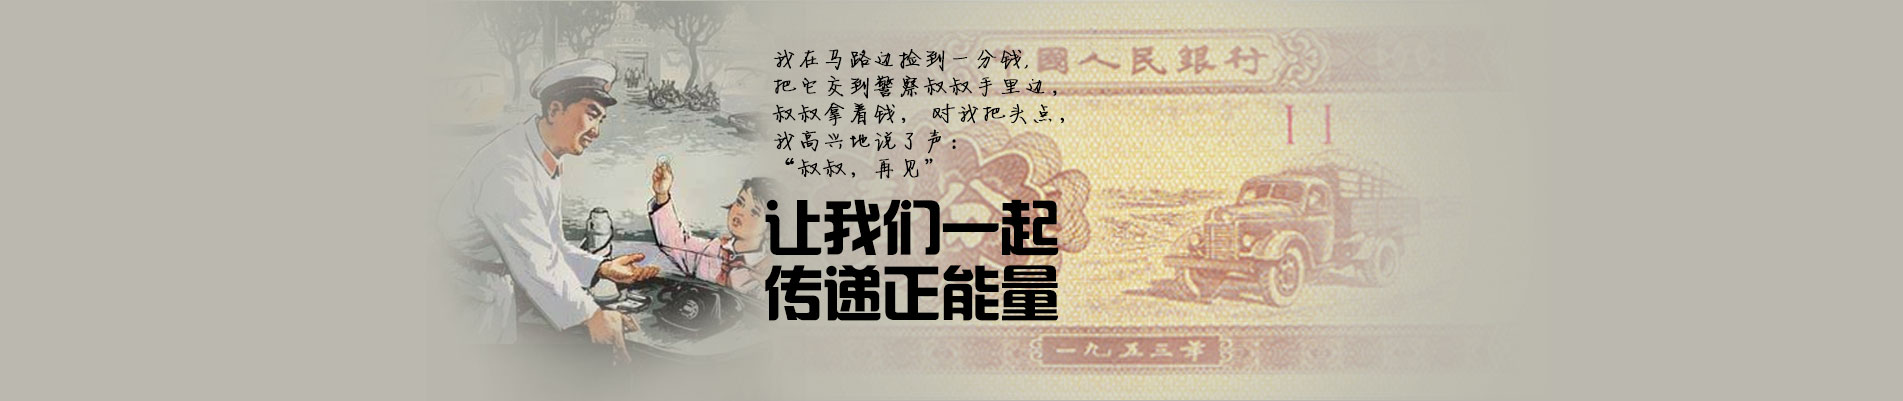 我在马路边捡到一分钱,
把它交到警察叔叔手里边，
叔叔拿着钱， 对我把头点，
我高兴地说了声：
“叔叔，再见”
让我们一起
传递正能量
國人民銀行
II
一九五三年